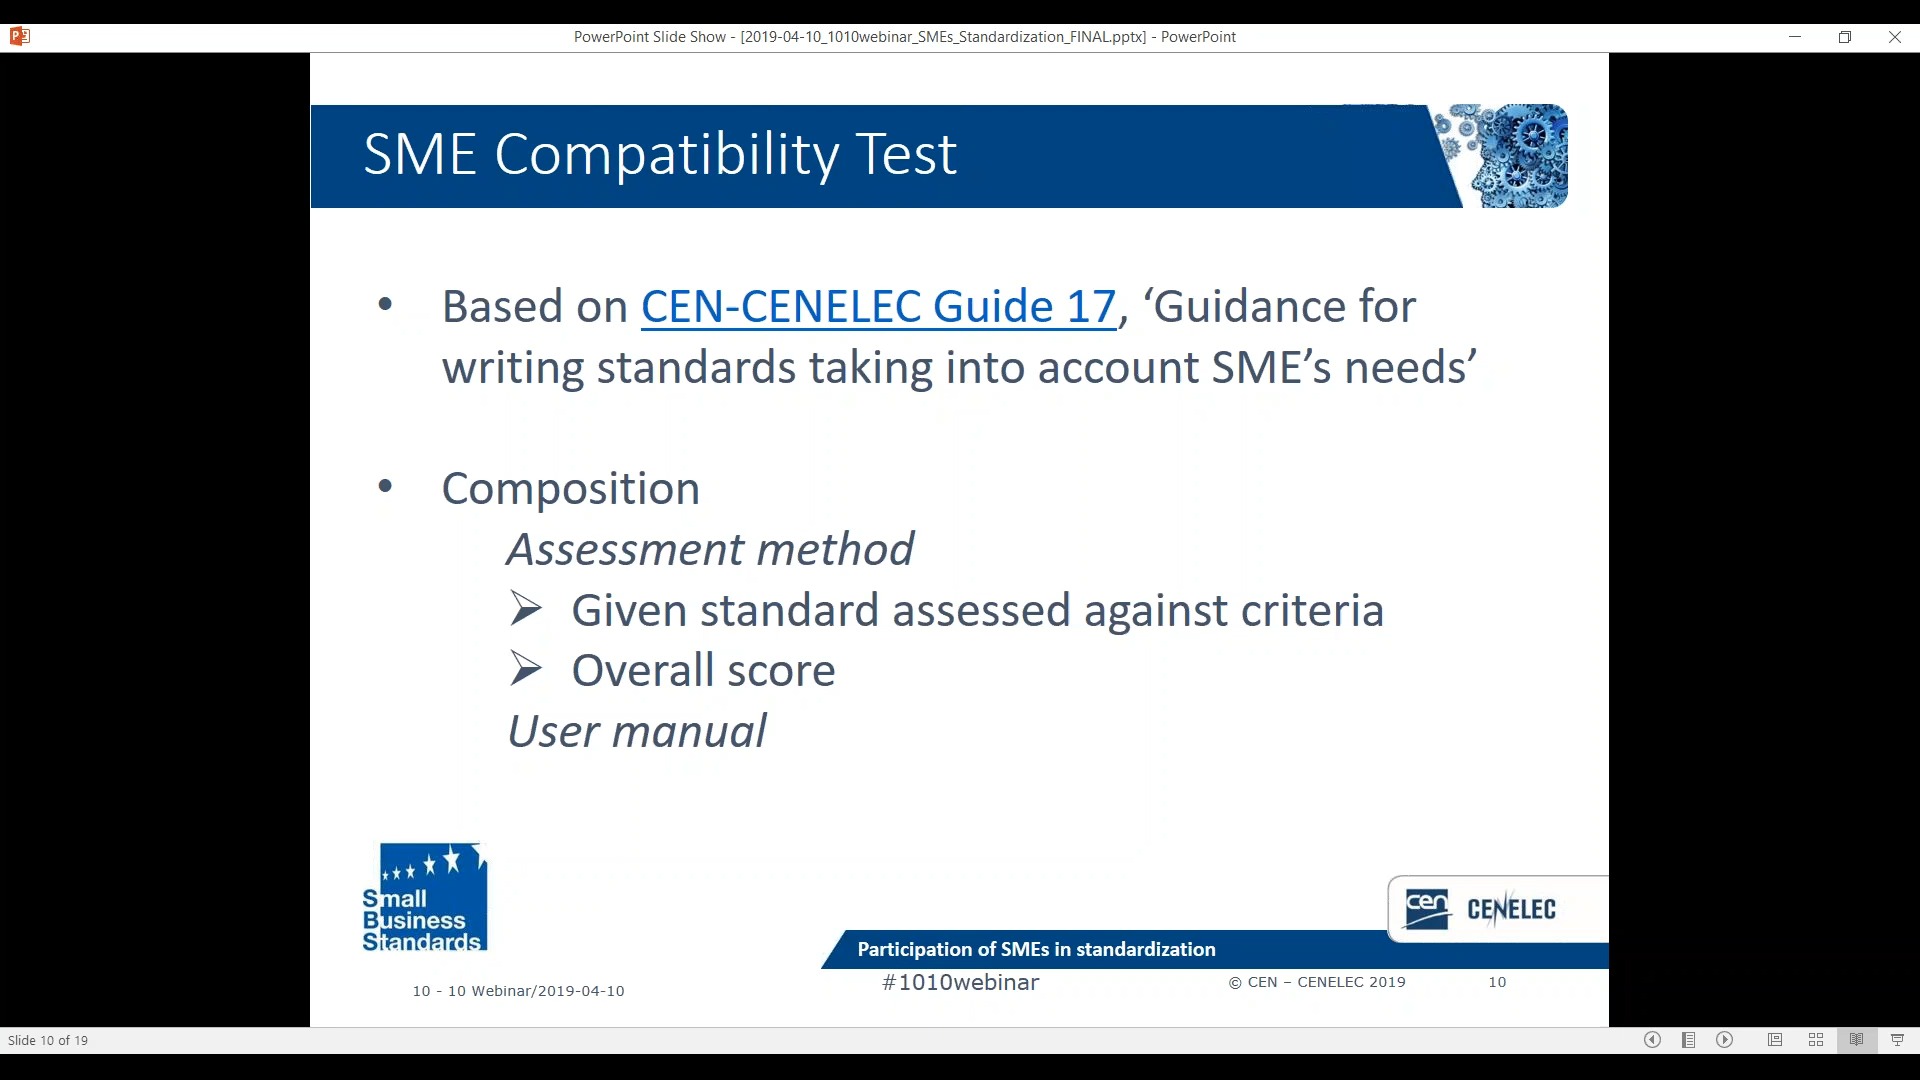 PowerPoint Slide Show - [2019-04-10_1010webinar_SMEs_Standardization_FINAL.pptx] - PowerPoint
SME Compatibility Test
• Based on CEN-CENELEC Guide 17, ‘Guidance for
writing standards taking into account SME’s needs’
• Composition
Assessment method
➢ Given standard assessed against criteria
➢ Overall score
User manual
Small
Business
Standards
cen CENELEC
Participation of SMEs in standardization
#1010webinar
10 - 10 Webinar/2019-04-10
© CEN – CENELEC 2019
10
Slide 10 of 19